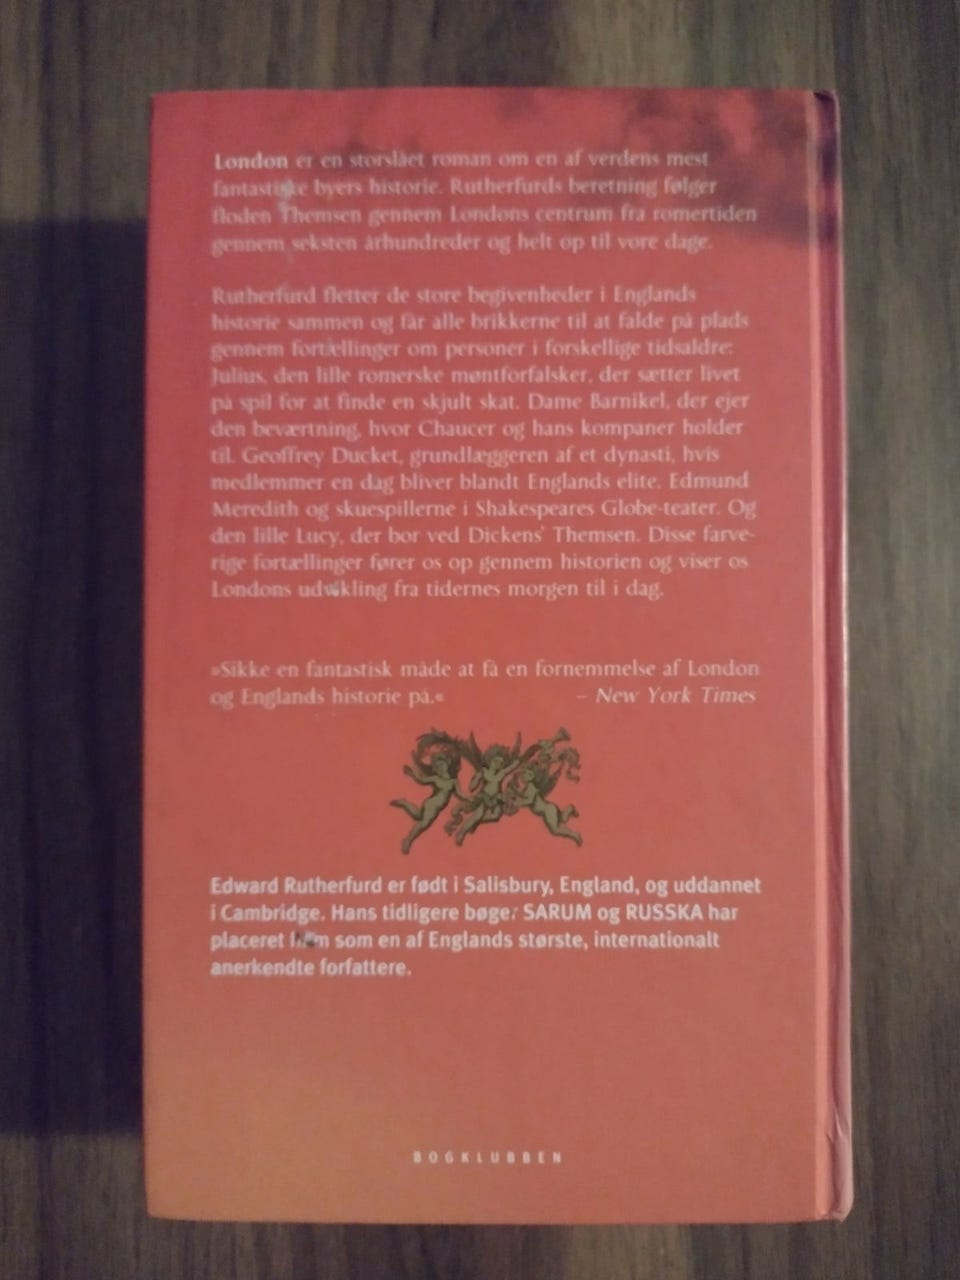 London er en storslået roman om en af verdens mest
fantastiske byers historie. Rutherfurds beretning følger
floden Themsen gennem Londons centrum fra romertiden
gennem seksten århundreder og helt op til vore dage.
Rutherfurd fletter de store begivenheder i Englands
historie sammen og får alle brikkerne til at falde på plads
gennem fortællinger om personer i forskellige tidsaldre:
Julius, den lille romerske møntforfalsker, der sætter livet
på spil for at finde en skjult skat. Dame Barnikel, der ejer
den beværtning, hvor Chaucer og hans kompaner holder
til. Geoffrey Ducket, grundlæggeren af et dynasti, hvis
medlemmer en dag bliver blandt Englands elite. Edmund
Meredith og skuespillerne i Shakespeares Globe-teater. Og
den lille Lucy, der bor ved Dickens' Themsen. Disse farve-
rige fortællinger fører os op gennem historien og viser os
Londons udvikling fra tidernes morgen til i dag.
»Sikke en fantastisk måde at få en fornemmelse af London
og Englands historie på.« – New York Times
Edward Rutherfurd er født i Salisbury, England, og uddannet
i Cambridge. Hans tidligere bøger SARUM og RUSSKA har
placeret ham som en af Englands største, internationalt
anerkendte forfattere.
BOGKLUBBEN